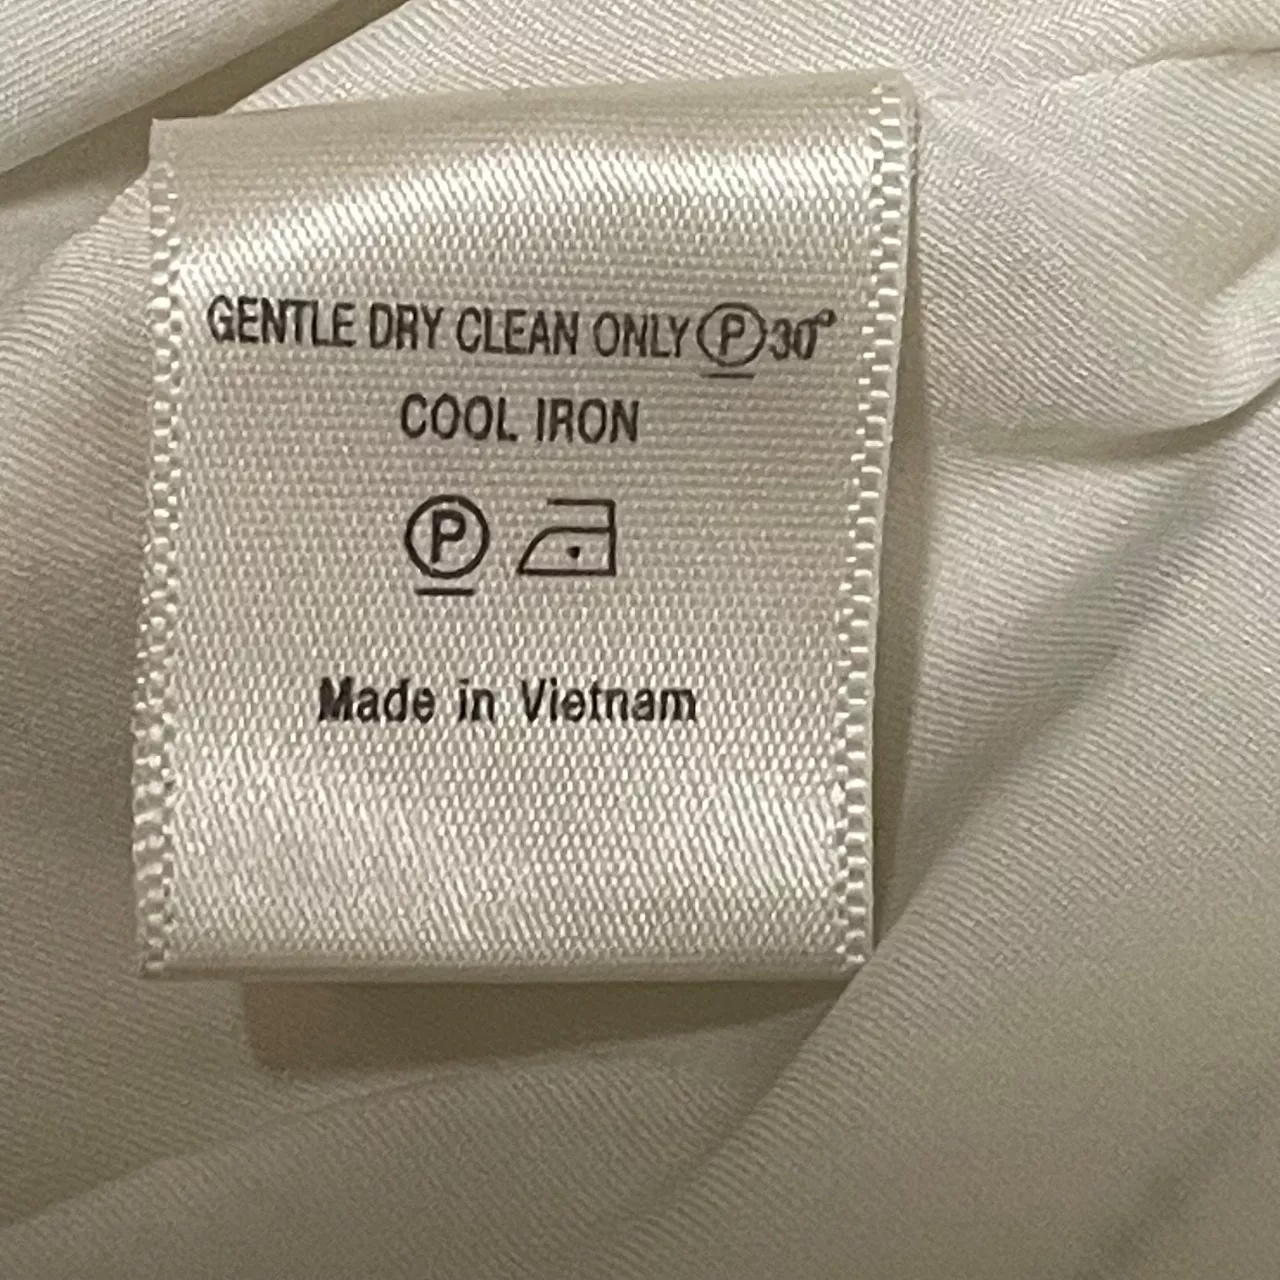 GENTLE DRY CLEAN ONLY Ⓟ 30°
COOL IRON
Ⓟ
Made in Vietnam